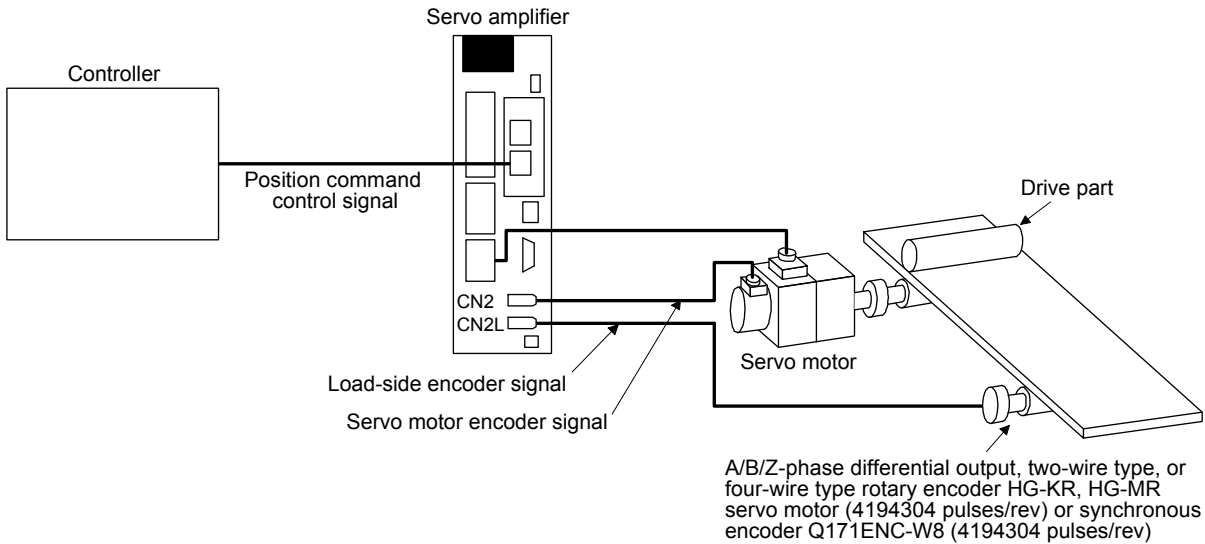 Servo amplifier
Controller
Position command
control signal
Drive part
CN2
CN2L
Servo motor
Load-side encoder signal
Servo motor encoder signal
A/B/Z-phase differential output, two-wire type, or
four-wire type rotary encoder HG-KR, HG-MR
servo motor (4194304 pulses/rev) or synchronous
encoder Q171ENC-W8 (4194304 pulses/rev)